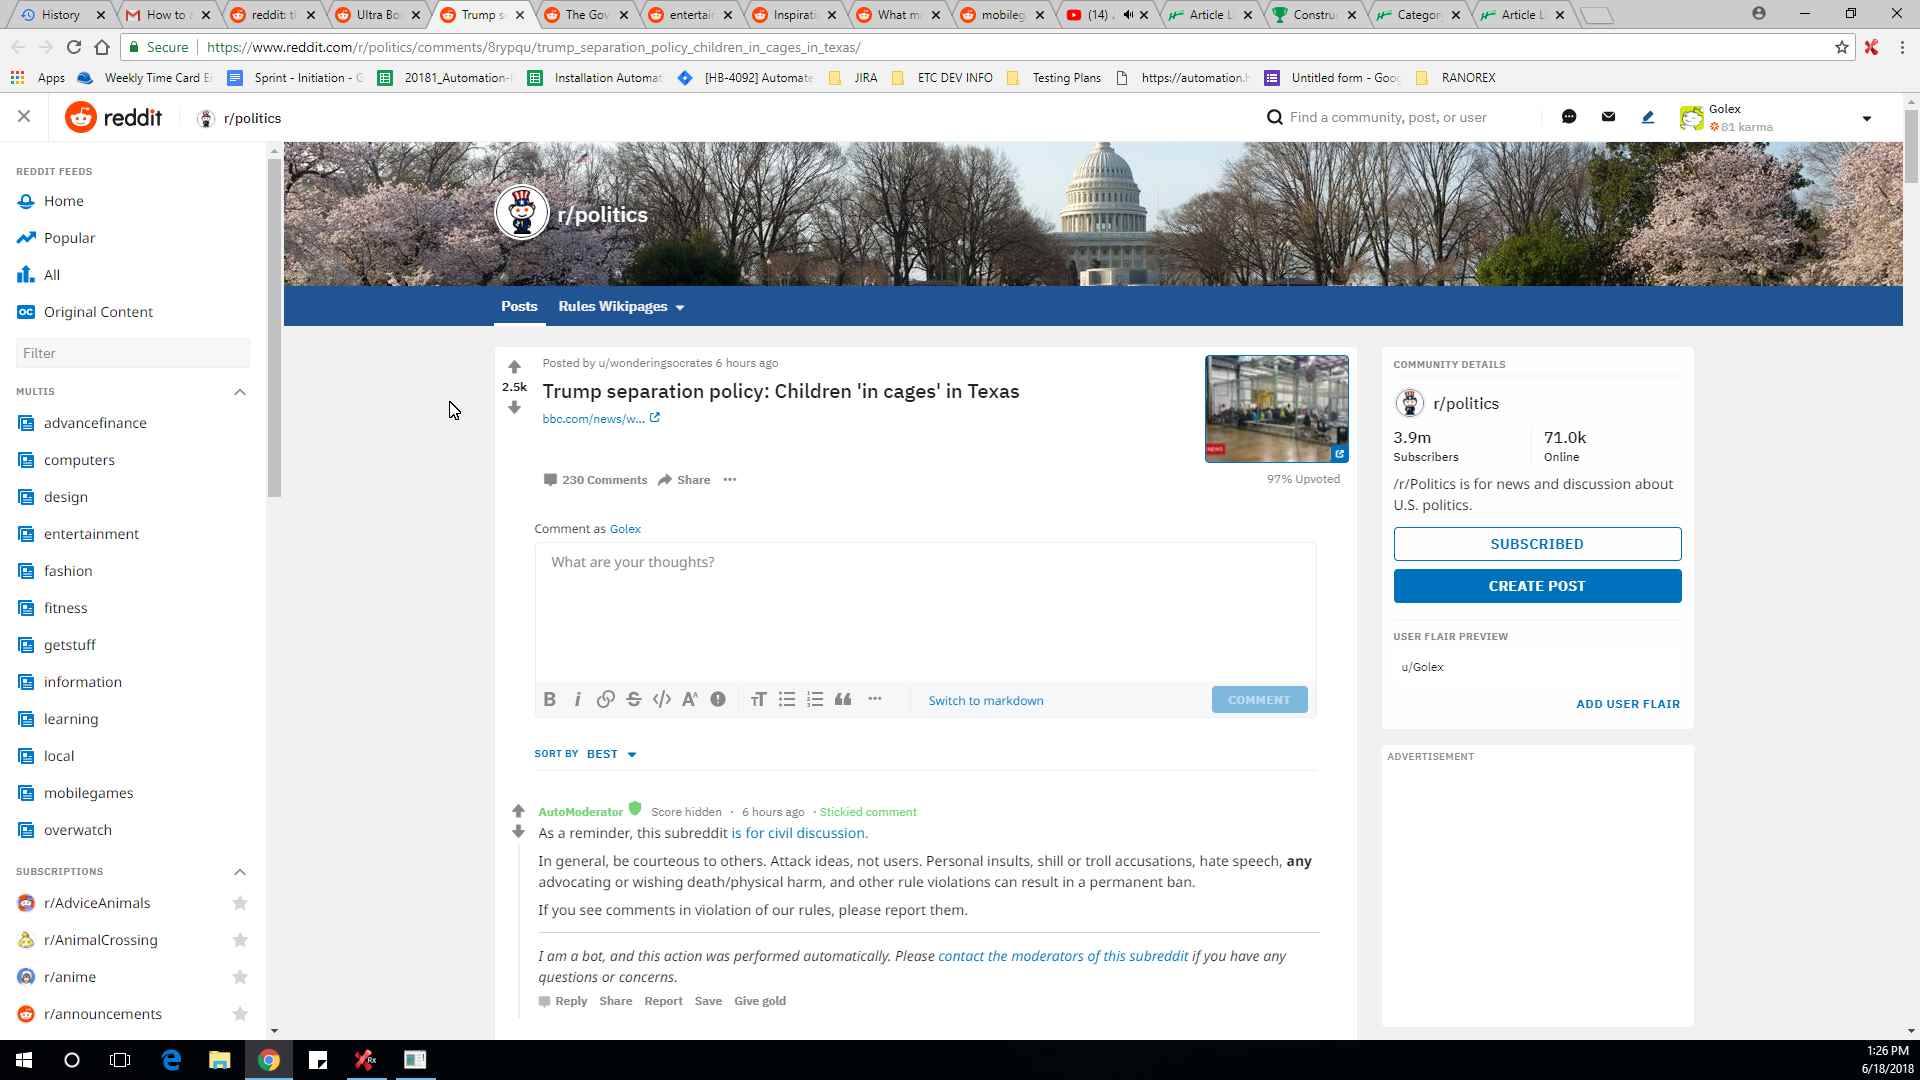 History
How to
reddit: t
Ultra Bo
Trump s
The Gov
entertai
Inspirati
What m
mobileg
(14)
Article L
Constru
Categor
Article L
Secure
https://www.reddit.com/r/politics/comments/8rypqu/trump_separation_policy_children_in_cages_in_texas/
Apps
Weekly Time Card E
Sprint - Initiation - G
20181_Automation-
Installation Automat
[HB-4092] Automate
JIRA
ETC DEV INFO
Testing Plans
https://automation.h
Untitled form - Goo
RANOREX
reddit
r/politics
Find a community, post, or user
Golex
81 karma
REDDIT FEEDS
Home
Popular
All
OC Original Content
Filter
MULTIS
advancefinance
computers
design
entertainment
fashion
fitness
getstuff
information
learning
local
mobilegames
overwatch
SUBSCRIPTIONS
r/AdviceAnimals
r/AnimalCrossing
r/anime
r/announcements
r/politics
Posts
Rules Wikipages
Posted by u/wonderingsocrates 6 hours ago
2.5k
Trump separation policy: Children 'in cages' in Texas
bbc.com/news/w...
NEWS
230 Comments
Share
97% Upvoted
Comment as Golex
What are your thoughts?
Switch to markdown
COMMENT
SORT BY BEST
AutoModerator Score hidden · 6 hours ago · Stickied comment
As a reminder, this subreddit is for civil discussion.
In general, be courteous to others. Attack ideas, not users. Personal insults, shill or troll accusations, hate speech, any
advocating or wishing death/physical harm, and other rule violations can result in a permanent ban.
If you see comments in violation of our rules, please report them.
I am a bot, and this action was performed automatically. Please contact the moderators of this subreddit if you have any
questions or concerns.
Reply Share Report Save Give gold
COMMUNITY DETAILS
r/politics
3.9m
Subscribers
71.0k
Online
/r/Politics is for news and discussion about
U.S. politics.
SUBSCRIBED
CREATE POST
USER FLAIR PREVIEW
u/Golex
ADD USER FLAIR
ADVERTISEMENT
1:26 PM
6/18/2018